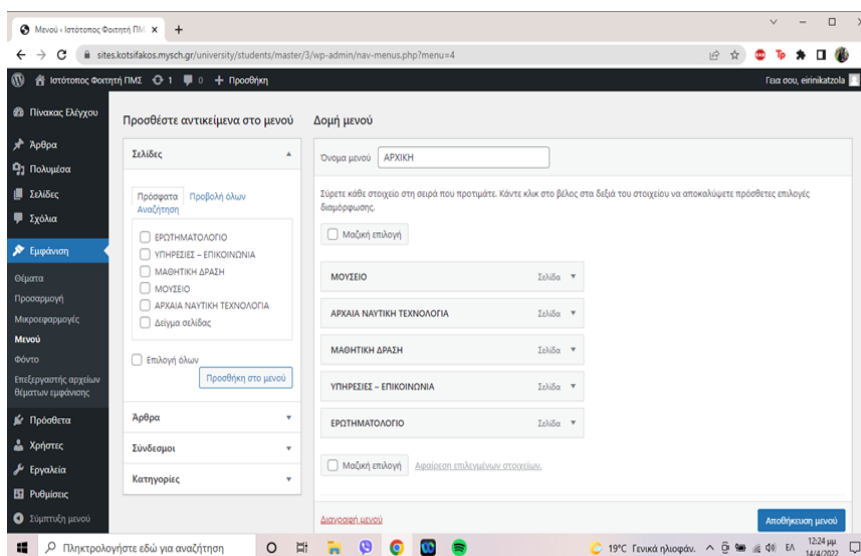 Μενού ‹ Ιστότοπος Φοιτητή ΠΜΣ
sites.kotsifakos.mysch.gr/university/students/master/3/wp-admin/nav-menus.php?menu=4
Ιστότοπος Φοιτητή ΠΜΣ 1 0 + Προσθήκη
Γεια σου, eirinikatzola
Πίνακας Ελέγχου
Άρθρα
Πολυμέσα
Σελίδες
Σχόλια
Εμφάνιση
Θέματα
Προσαρμογή
Μικροεφαρμογές
Μενού
Φόντο
Επεξεργαστής αρχείων
θέματων εμφάνισης
Πρόσθετα
Χρήστες
Εργαλεία
Ρυθμίσεις
Σύμπτυξη μενού
Προσθέστε αντικείμενα στο μενού
Σελίδες
Πρόσφατα Προβολή όλων
Αναζήτηση
ΕΡΩΤΗΜΑΤΟΛΟΓΙΟ
ΥΠΗΡΕΣΙΕΣ – ΕΠΙΚΟΙΝΩΝΙΑ
ΜΑΘΗΤΙΚΗ ΔΡΑΣΗ
ΜΟΥΣΕΙΟ
ΑΡΧΑΙΑ ΝΑΥΤΙΚΗ ΤΕΧΝΟΛΟΓΙΑ
Δείγμα σελίδας
Επιλογή όλων
Προσθήκη στο μενού
Άρθρα
Σύνδεσμοι
Κατηγορίες
Δομή μενού
Όνομα μενού ΑΡΧΙΚΗ
Σύρετε κάθε στοιχείο στη σειρά που προτιμάτε. Κάντε κλικ στο βέλος στα δεξιά του στοιχείου να αποκαλύψετε πρόσθετες επιλογές
διαμόρφωσης.
Μαζική επιλογή
ΜΟΥΣΕΙΟ Σελίδα
ΑΡΧΑΙΑ ΝΑΥΤΙΚΗ ΤΕΧΝΟΛΟΓΙΑ Σελίδα
ΜΑΘΗΤΙΚΗ ΔΡΑΣΗ Σελίδα
ΥΠΗΡΕΣΙΕΣ – ΕΠΙΚΟΙΝΩΝΙΑ Σελίδα
ΕΡΩΤΗΜΑΤΟΛΟΓΙΟ Σελίδα
Μαζική επιλογή Αφαίρεση επιλεγμένων στοιχείων.
Διαγραφή μενού
Αποθήκευση μενού
Πληκτρολογήστε εδώ για αναζήτηση
19°C Γενικά ηλιοφάν.
ΕΛ
12:24 μμ
14/4/2022